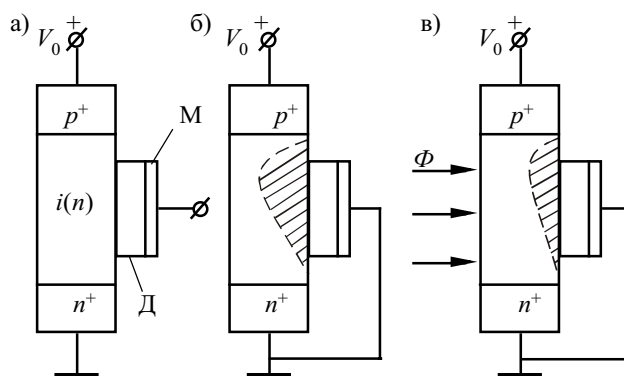 а)
V₀ +
p⁺
М
i(n)
n⁺
Д
б)
V₀ +
p⁺
n⁺
в)
V₀ +
p⁺
Φ
n⁺